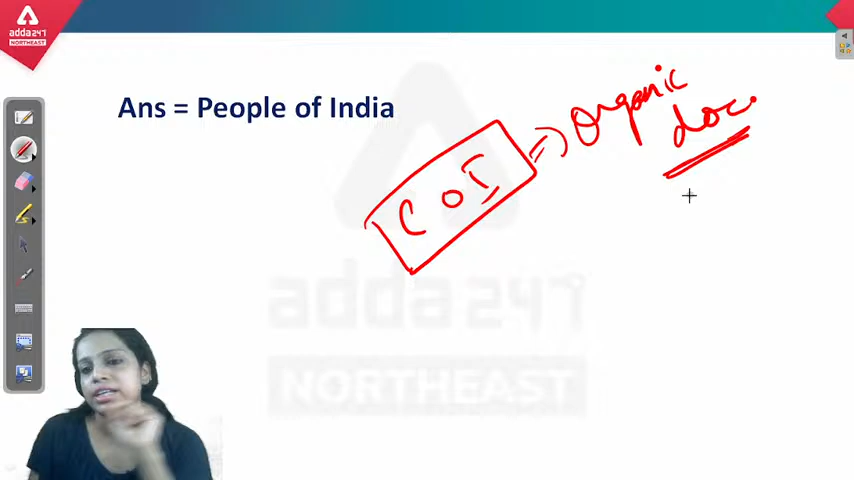 adda247
NORTHEAST
Ans = People of India
COI => Organic
doc.
adda247
NORTHEAST